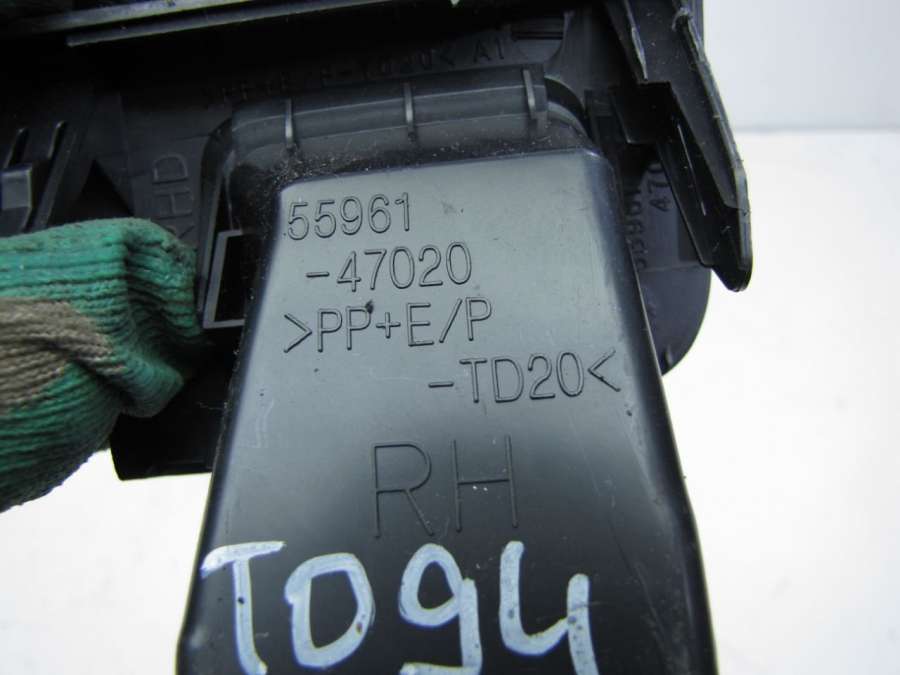 55961
-47020
>PP+E/P
-TD20<
RH
TO94